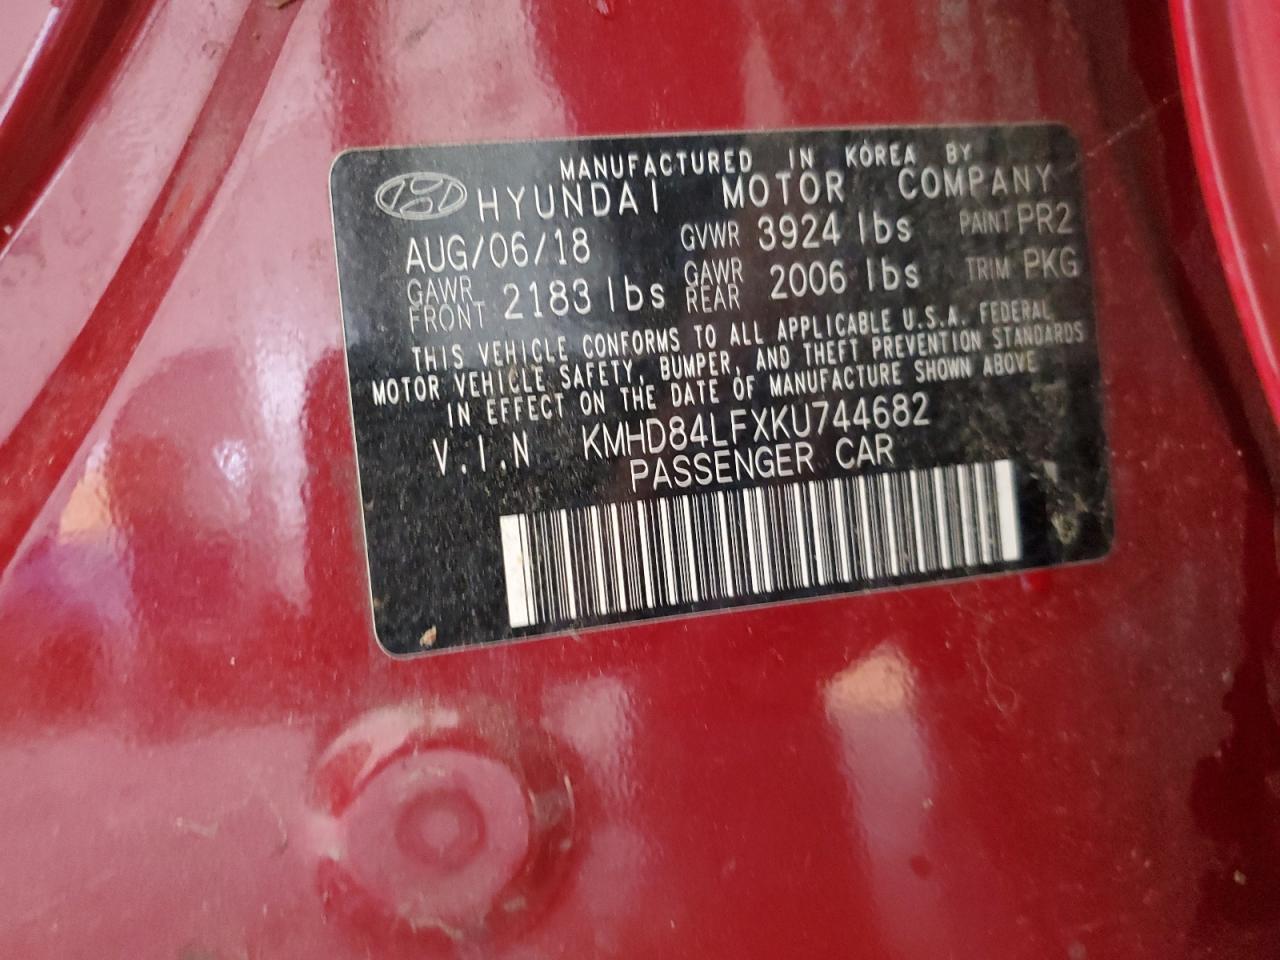 MANUFACTURED IN KOREA BY
HYUNDAI MOTOR COMPANY
AUG/06/18 GVWR 3924 lbs PAINT PR2
GAWR FRONT 2183 lbs GAWR REAR 2006 lbs TRIM PKG
THIS VEHICLE CONFORMS TO ALL APPLICABLE U.S.A. FEDERAL
MOTOR VEHICLE SAFETY, BUMPER, AND THEFT PREVENTION STANDARDS
IN EFFECT ON THE DATE OF MANUFACTURE SHOWN ABOVE
V.I.N KMHD84LFXKU744682
PASSENGER CAR